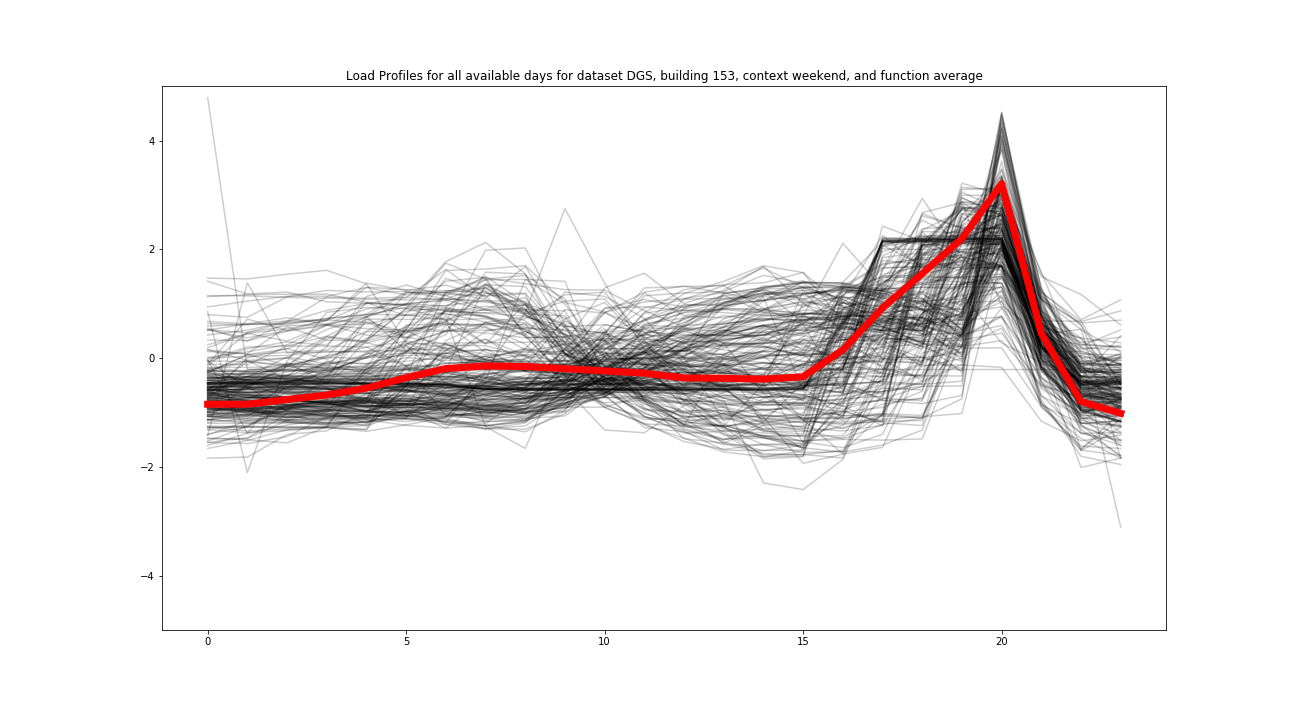 Load Profiles for all available days for dataset DGS, building 153, context weekend, and function average
4
2
0
−2
−4
0 5 10 15 20